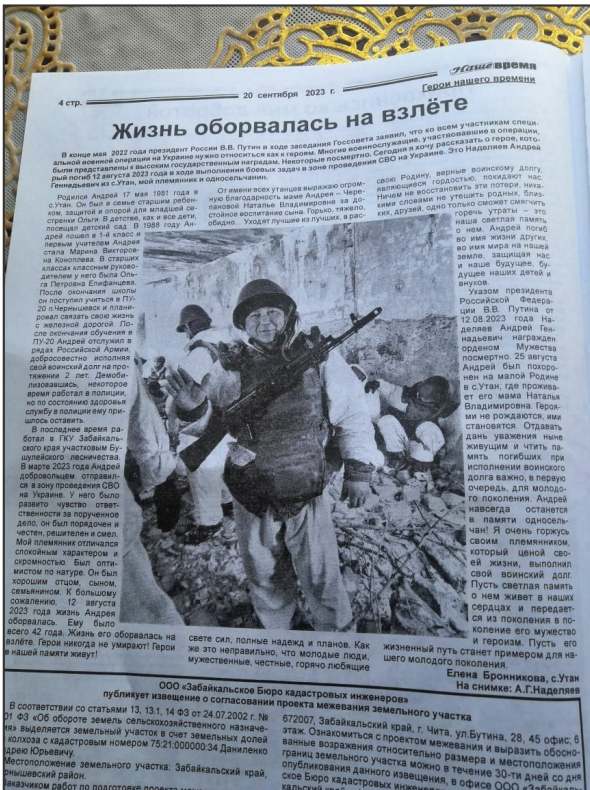 Наше время
4 стр.
20 сентября 2023 г.
Герои нашего времени
Жизнь оборвалась на взлёте
В конце мая 2022 года президент России В.В. Путин в ходе заседания Госсовета заявил, что ко всем участникам специ-
альной военной операции на Украине нужно относиться как к героям. Многие военнослужащие, участвовавшие в операции,
были представлены к высоким государственным наградам. Некоторые посмертно. Сегодня я хочу рассказать о герое, кото-
рый погиб 12 августа 2023 года в ходе выполнения боевых задач в зоне проведения СВО на Украине. Это Наделяев Андрей
Геннадьевич из с.Утан, мой племянник и односельчанин.
Родился Андрей 17 мая 1981 года в
с.Утан. Он был в семье старшим ребен-
ком, защитой и опорой для младшей се-
стренки Ольги. В детстве, как и все дети,
посещал детский сад. В 1988 году Ан-
дрей пошел в 1-й класс и
первым учителем Андрея
стала Марина Викторов-
на Коноплева. В старших
классах классным руково-
дителем у него была Оль-
га Петровна Епифанцева.
После окончания школы
он поступил учиться в ПУ-
20 п.Чернышевск и плани-
ровал связать свою жизнь
с железной дорогой. По-
сле окончания обучения в
ПУ-20 Андрей отслужил в
рядах Российской Армии,
добросовестно исполняя
свой воинский долг на про-
тяжении 2 лет. Демоби-
лизовавшись, некоторое
время работал в полиции,
но по состоянию здоровья
службу в полиции ему при-
шлось оставить.
В последнее время ра-
ботал в ГКУ Забайкаль-
ского края участковым Бу-
шулейского лесничества.
В марте 2023 года Андрей
добровольцем отправил-
ся в зону проведения СВО
на Украине. У него было
развито чувство ответ-
ственности за порученное
дело, он был порядочен и
честен, решителен и смел.
Мой племянник отличался
спокойным характером и
скромностью. Был опти-
мистом по натуре. Он был
хорошим отцом, сыном,
семьянином. К большому
сожалению, 12 августа
2023 года жизнь Андрея
оборвалась. Ему было
всего 42 года. Жизнь его оборвалась на
взлёте. Герои никогда не умирают! Герои
в нашей памяти живут!
От имени всех утанцев выражаю огром-
ную благодарность маме Андрея – Чере-
пановой Наталье Владимировне за до-
стойное воспитание сына. Горько, тяжело,
обидно. Уходят лучшие из лучших, в рас-
свете сил, полные надежд и планов. Как
же это неправильно, что молодые люди,
мужественные, честные, горячо любящие
свою Родину, верные воинскому долгу,
являющиеся гордостью, покидают нас.
Ничем не восстановить эти потери, ника-
кими словами не утешить родных, близ-
ких, друзей, одно только сможет смягчить
горечь утраты – это
наша светлая память
о нем. Андрей погиб
во имя жизни других,
во имя мира на нашей
земле, защищая нас
и наше будущее, бу-
дущее наших детей и
внуков.
Указом президента
Российской Федера-
ции В.В. Путина от
12.08.2023 года На-
деляев Андрей Ген-
надьевич награжден
орденом Мужества
посмертно. 25 августа
Андрей был похоро-
нен на малой Родине
в с.Утан, где прожива-
ет его мама Наталья
Владимировна. Героя-
ми не рождаются, ими
становятся. Отдавать
дань уважения ныне
живущим и чтить па-
мять погибших при
исполнении воинского
долга важно, в первую
очередь, для молодо-
го поколения. Андрей
навсегда останется
в памяти односель-
чан! Я очень горжусь
своим племянником,
который ценой сво-
ей жизни, выполнил
свой воинский долг.
Пусть светлая память
о нем живет в наших
сердцах и передает-
ся из поколения в по-
коление его мужество
и героизм. Пусть его
жизненный путь станет примером для на-
шего молодого поколения.
Елена Бронникова, с.Утан
На снимке: А.Г.Наделяев
ООО «Забайкальское Бюро кадастровых инженеров»
публикует извещение о согласовании проекта межевания земельного участка
В соответствии со статьями 13, 13.1, 14 ФЗ от 24.07.2002 г. №
01 ФЗ «Об обороте земель сельскохозяйственного назначе-
ния» выделяется земельный участок в счет земельных долей
колхоза с кадастровым номером 75:21:000000:34 Даниленко
ндрею Юрьевичу.
Местоположение земельного участка: Забайкальский край,
рнышевский район.
Заказчиком работ по подготовке проекта
672007, Забайкальский край, г. Чита, ул.Бутина, 28, 45 офис; 6
этаж. Ознакомиться с проектом межевания и выразить обосно-
ванные возражения относительно размера и местоположения
границ земельного участка можно в течение 30-ти дней со дня
опубликования данного извещения, в офисе ООО «Забайкаль-
ское Бюро кадастровых инженеров»